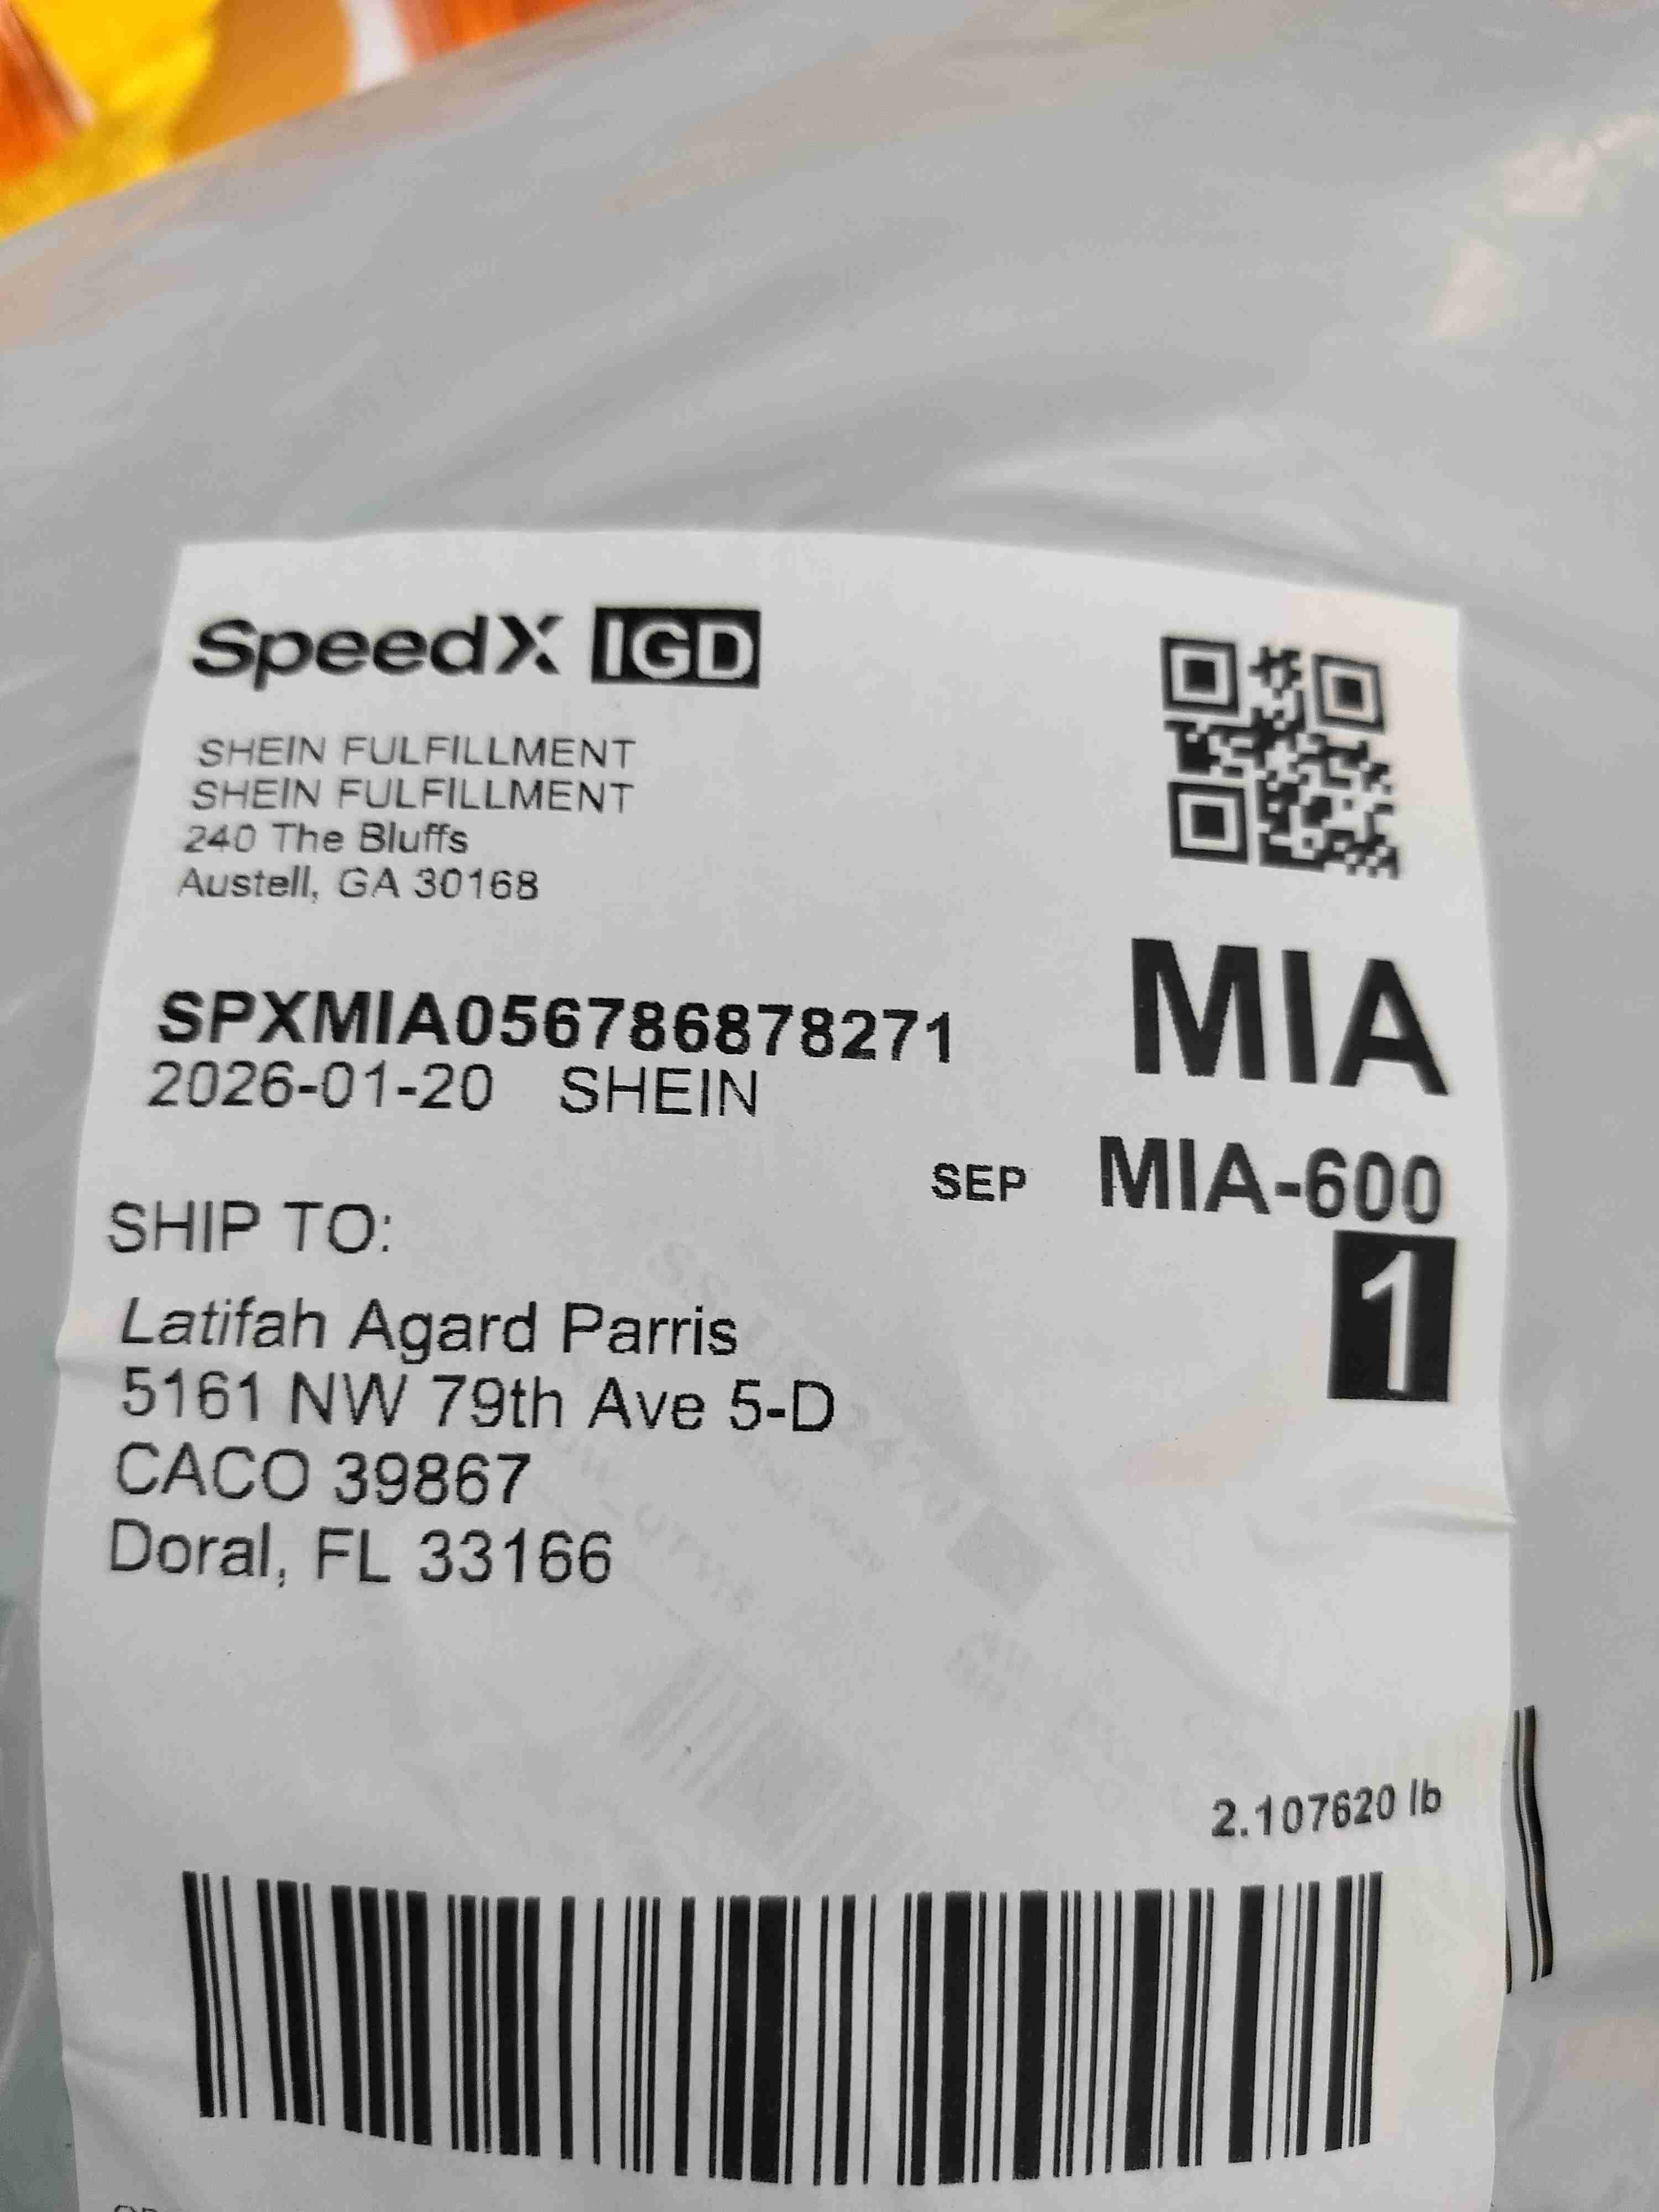 SpeedX IGD
SHEIN FULFILLMENT
SHEIN FULFILLMENT
240 The Bluffs
Austell, GA 30168
SPXMIA056786878271
2026-01-20 SHEIN
MIA
SEP MIA-600
1
SHIP TO:
Latifah Agard Parris
5161 NW 79th Ave 5-D
CACO 39867
Doral, FL 33166
2.107620 lb